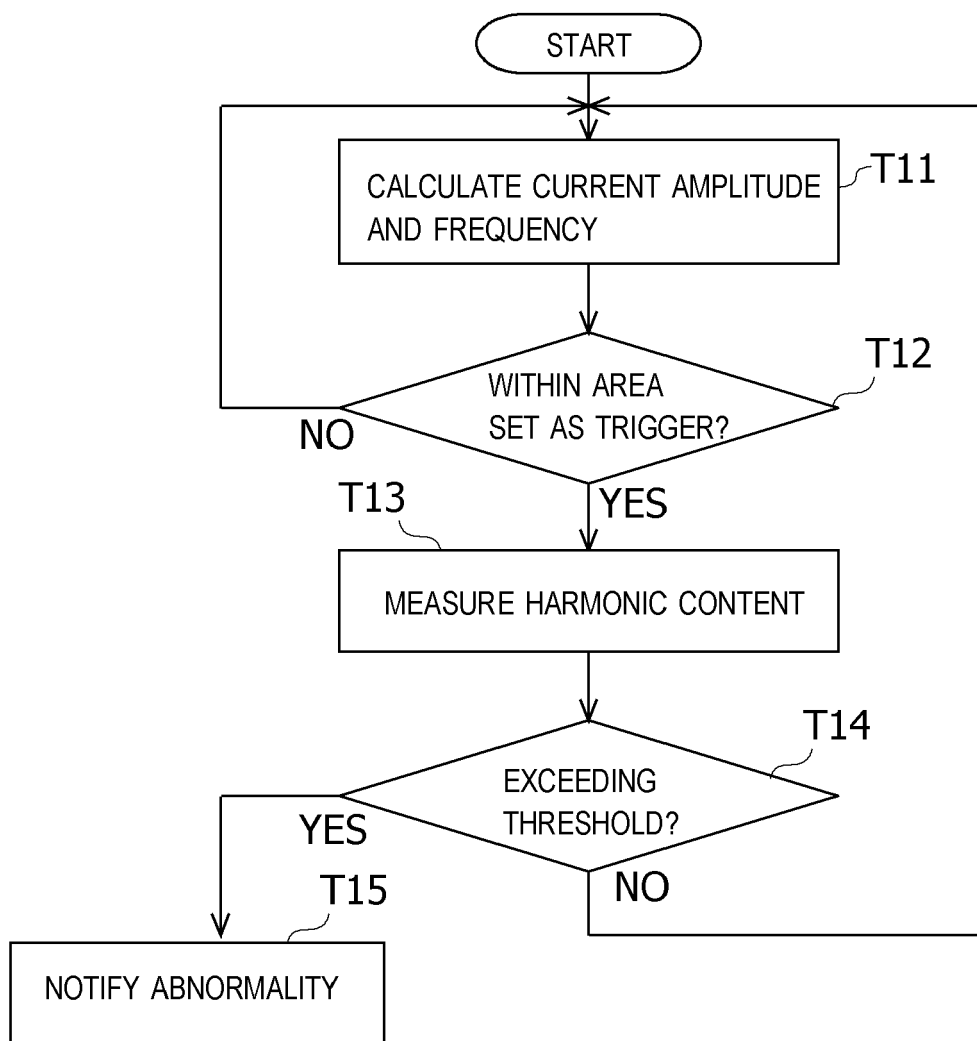 START
CALCULATE CURRENT AMPLITUDE
AND FREQUENCY
T11
WITHIN AREA
SET AS TRIGGER?
T12
NO
YES
T13
MEASURE HARMONIC CONTENT
T14
EXCEEDING
THRESHOLD?
YES
NO
T15
NOTIFY ABNORMALITY